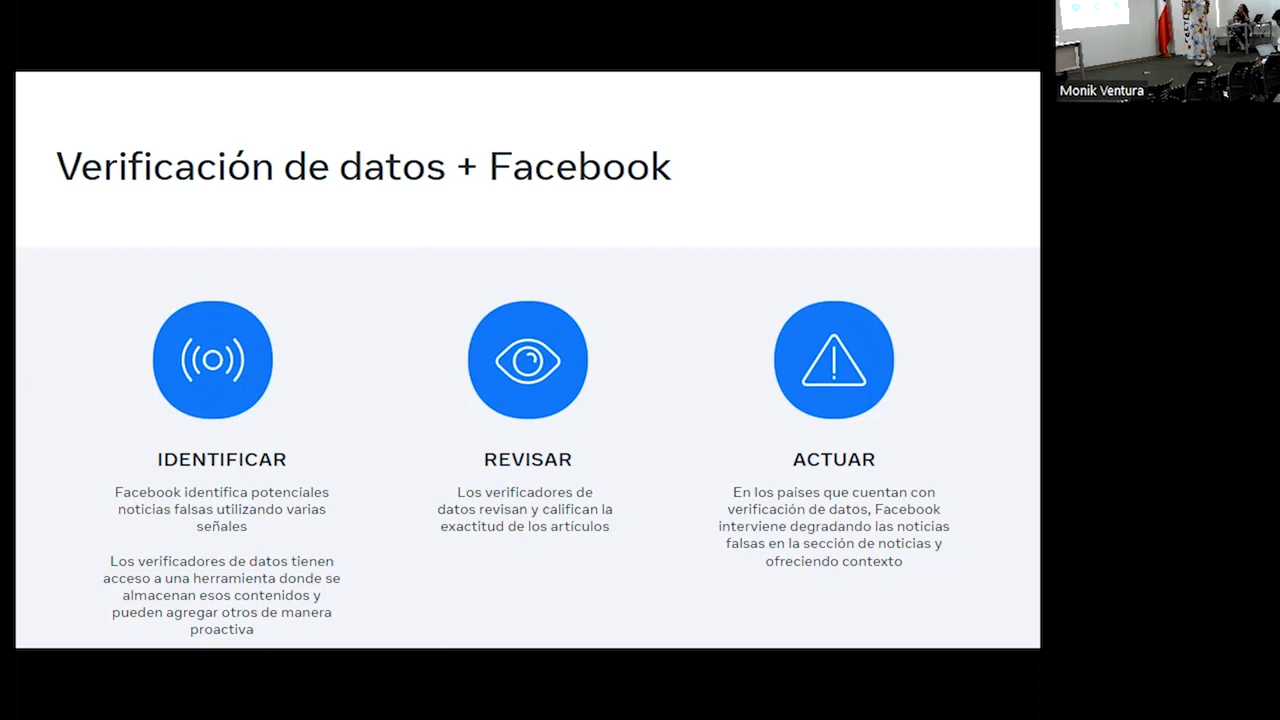 Verificación de datos + Facebook
IDENTIFICAR
Facebook identifica potenciales
noticias falsas utilizando varias
señales
Los verificadores de datos tienen
acceso a una herramienta donde se
almacenan esos contenidos y
pueden agregar otros de manera
proactiva
REVISAR
Los verificadores de
datos revisan y califican la
exactitud de los artículos
ACTUAR
En los países que cuentan con
verificación de datos, Facebook
interviene degradando las noticias
falsas en la sección de noticias y
ofreciendo contexto
Monik Ventura